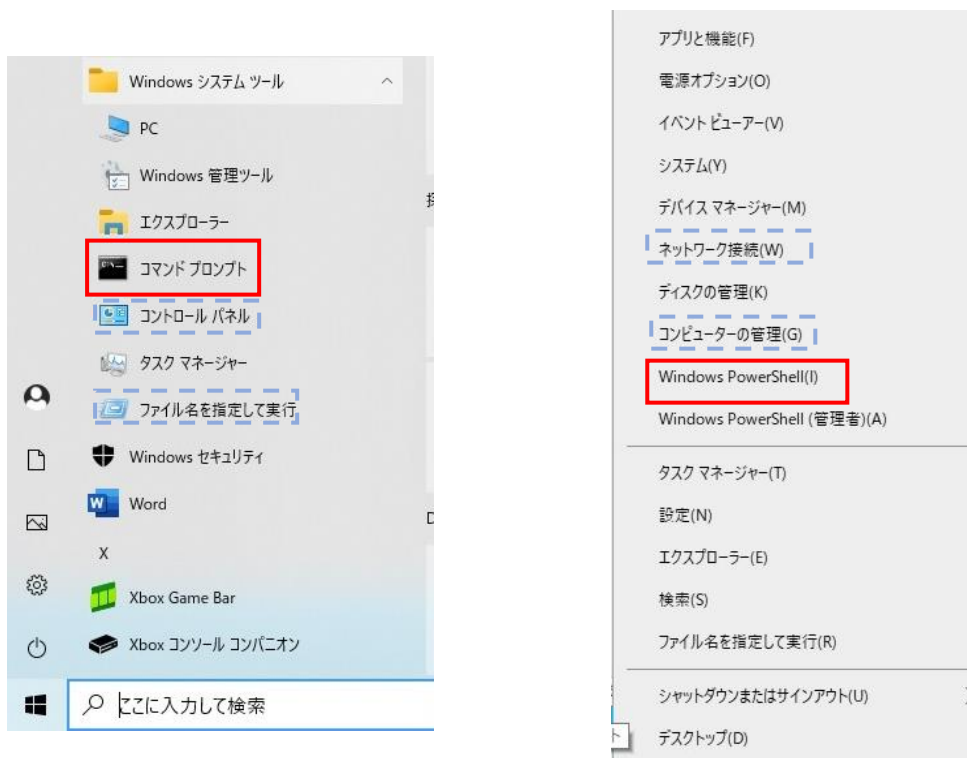 Windows システム ツール
PC
Windows 管理ツール
エクスプローラー
コマンド プロンプト
コントロール パネル
タスク マネージャー
ファイル名を指定して実行
Windows セキュリティ
Word
X
Xbox Game Bar
Xbox コンソール コンパニオン
ここに入力して検索
アプリと機能(F)
電源オプション(O)
イベント ビューアー(V)
システム(Y)
デバイス マネージャー(M)
ネットワーク接続(W)
ディスクの管理(K)
コンピューターの管理(G)
Windows PowerShell(I)
Windows PowerShell (管理者)(A)
タスク マネージャー(T)
設定(N)
エクスプローラー(E)
検索(S)
ファイル名を指定して実行(R)
シャットダウンまたはサインアウト(U)
デスクトップ(D)